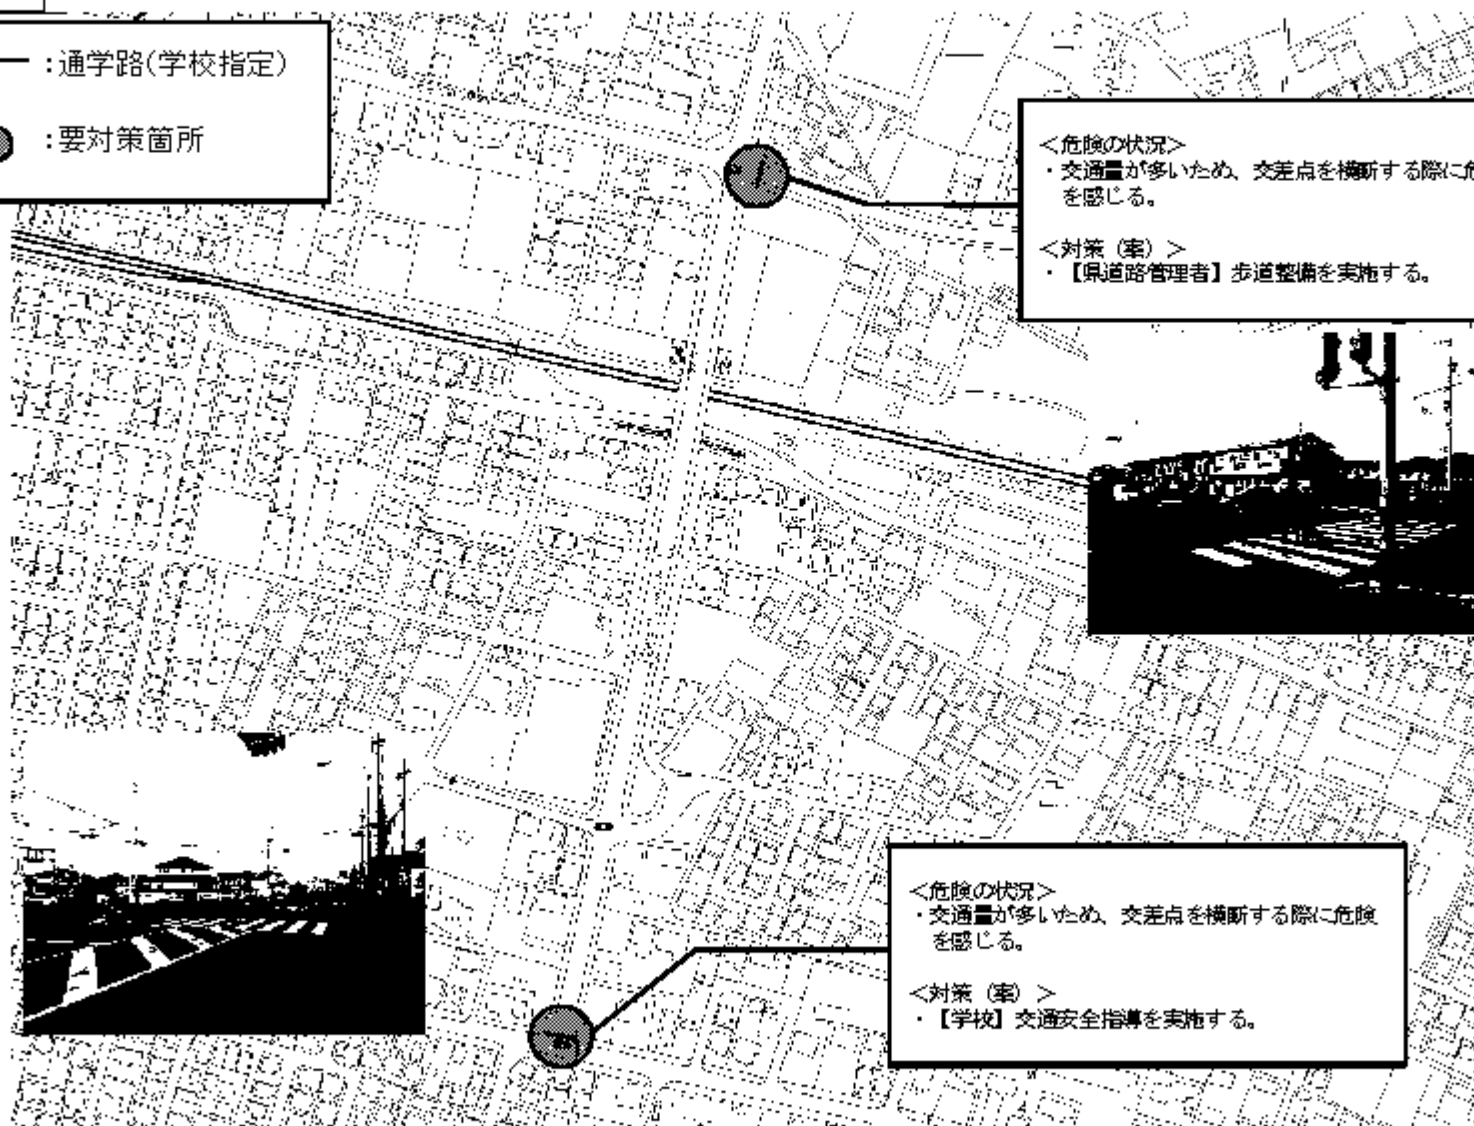 :通学路(学校指定)
:要対策箇所
<危険の状況>
・交通量が多いため、交差点を横断する際に危
を感じる。
<対策（案）>
・【県道路管理者】歩道整備を実施する。
<危険の状況>
・交通量が多いため、交差点を横断する際に危険
を感じる。
<対策（案）>
・【学校】交通安全指導を実施する。